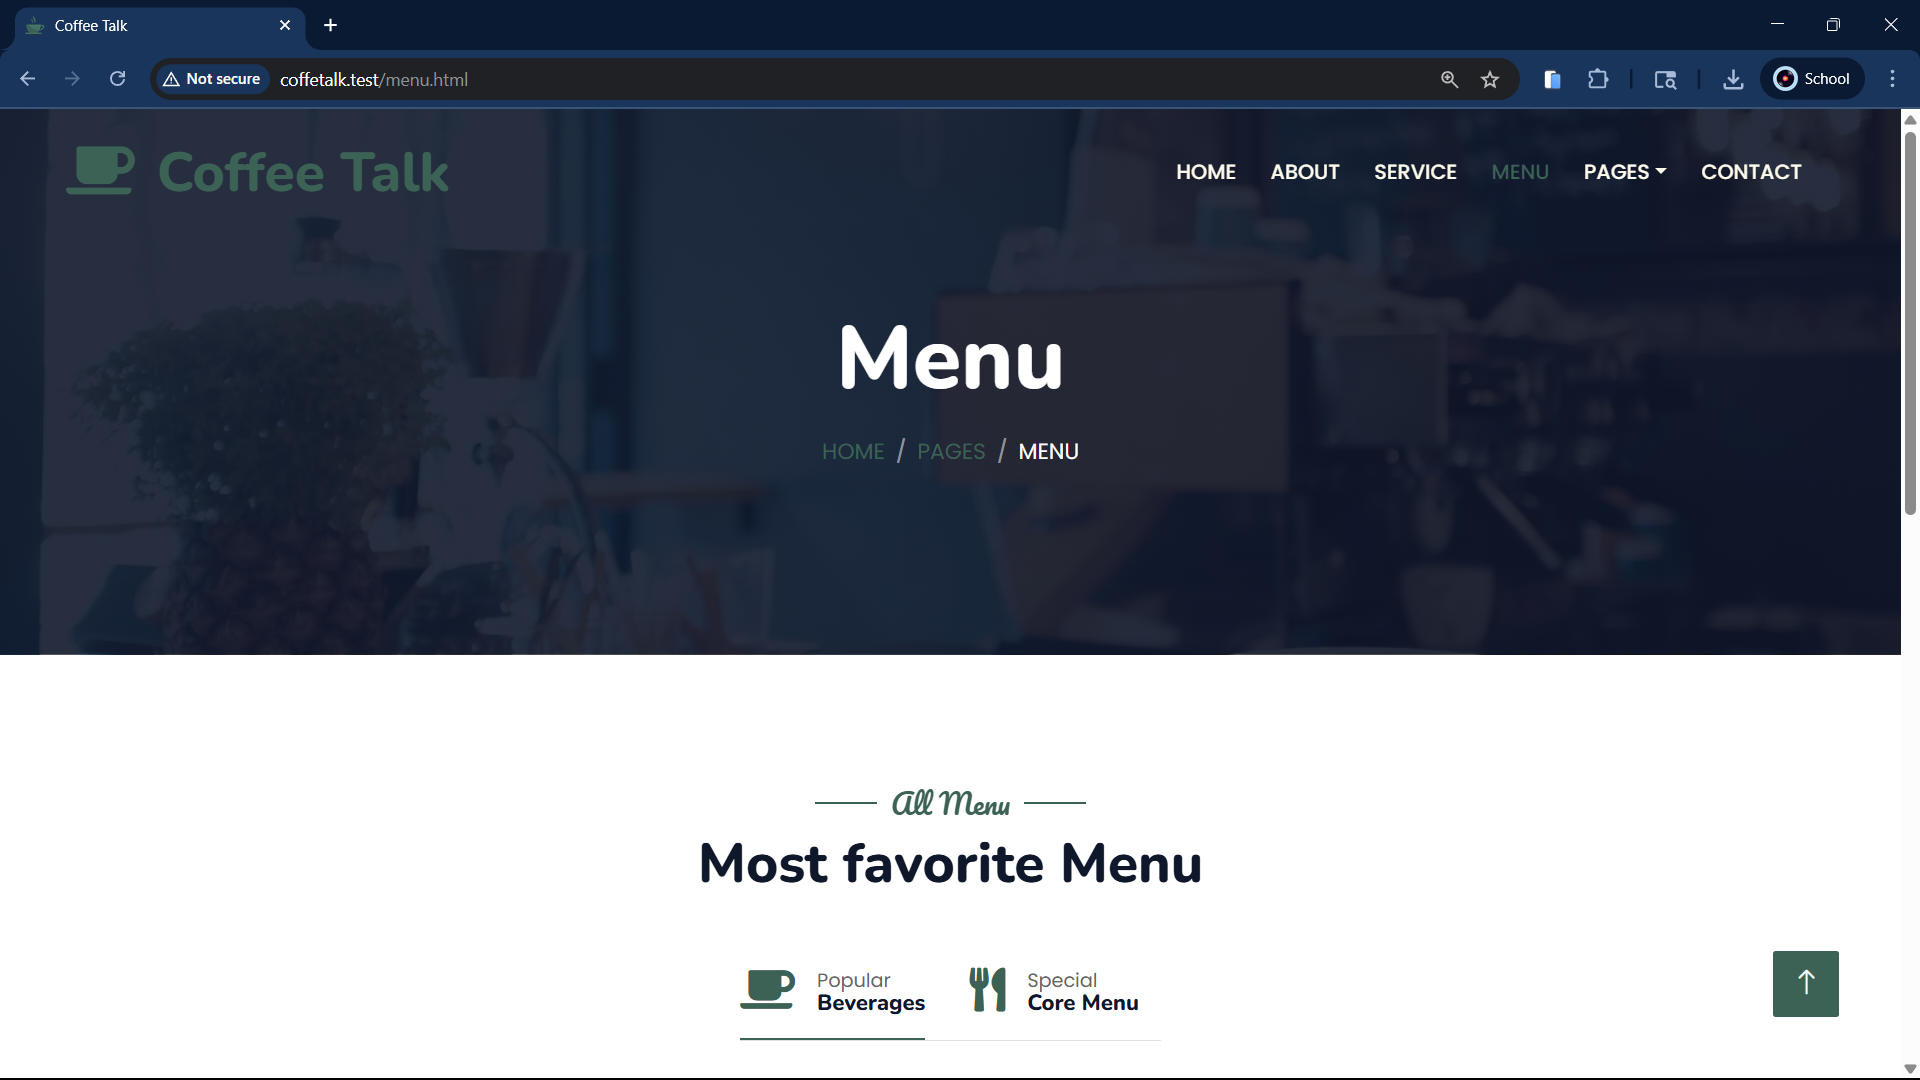 Coffee Talk
Not secure
coffetalk.test/menu.html
School
Coffee Talk
HOME
ABOUT
SERVICE
MENU
PAGES
CONTACT
Menu
HOME / PAGES / MENU
All Menu
Most favorite Menu
Popular
Beverages
Special
Core Menu